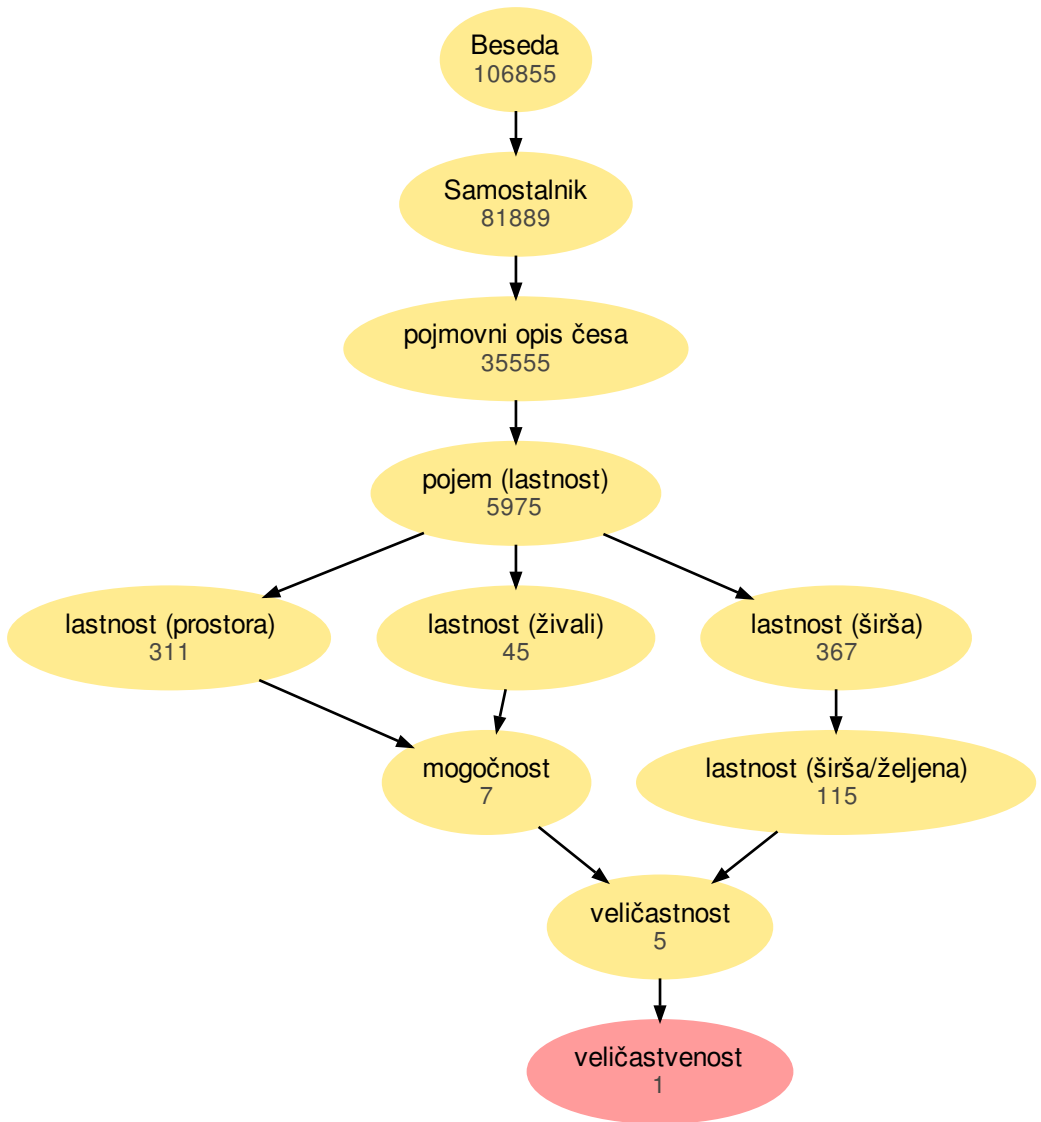 Beseda
106855
Samostalnik
81889
pojmovni opis česa
35555
pojem (lastnost)
5975
lastnost (prostora)
311
lastnost (živali)
45
lastnost (širša)
367
mogočnost
7
lastnost (širša/željena)
115
veličastnost
5
veličastvenost
1